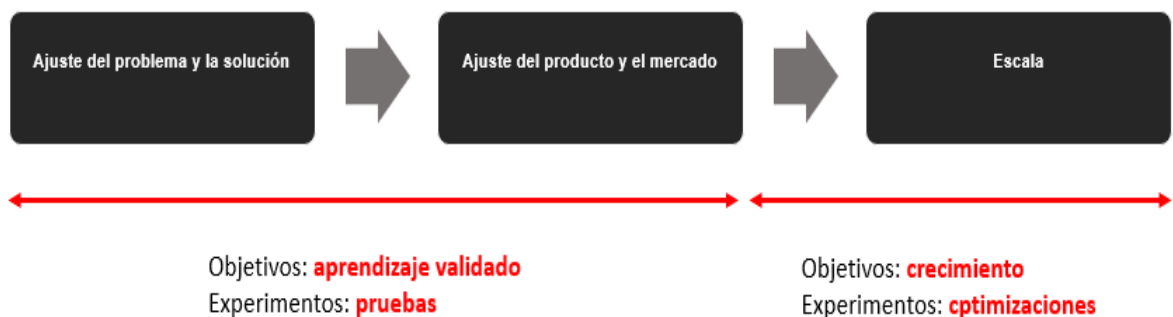 Ajuste del problema y la solución
Ajuste del producto y el mercado
Escala
Objetivos: aprendizaje validado
Experimentos: pruebas
Objetivos: crecimiento
Experimentos: cptimizaciones